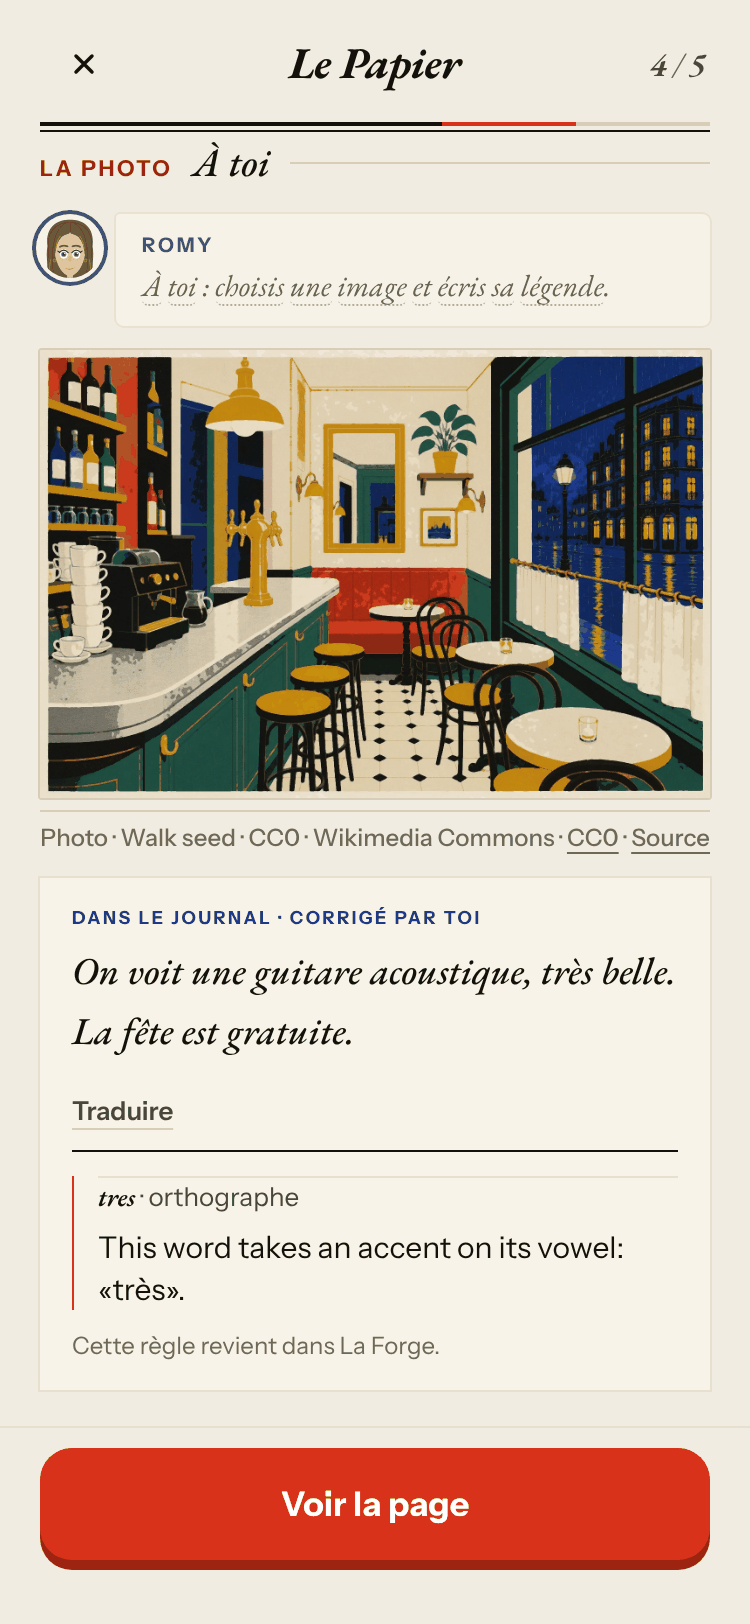 × Le Papier 4/5
LA PHOTO À toi
ROMY
À toi : choisis une image et écris sa légende.
Photo · Walk seed · CC0 · Wikimedia Commons · CC0 · Source
DANS LE JOURNAL · CORRIGÉ PAR TOI
On voit une guitare acoustique, très belle.
La fête est gratuite.
Traduire
tres · orthographe
This word takes an accent on its vowel:
«très».
Cette règle revient dans La Forge.
Voir la page